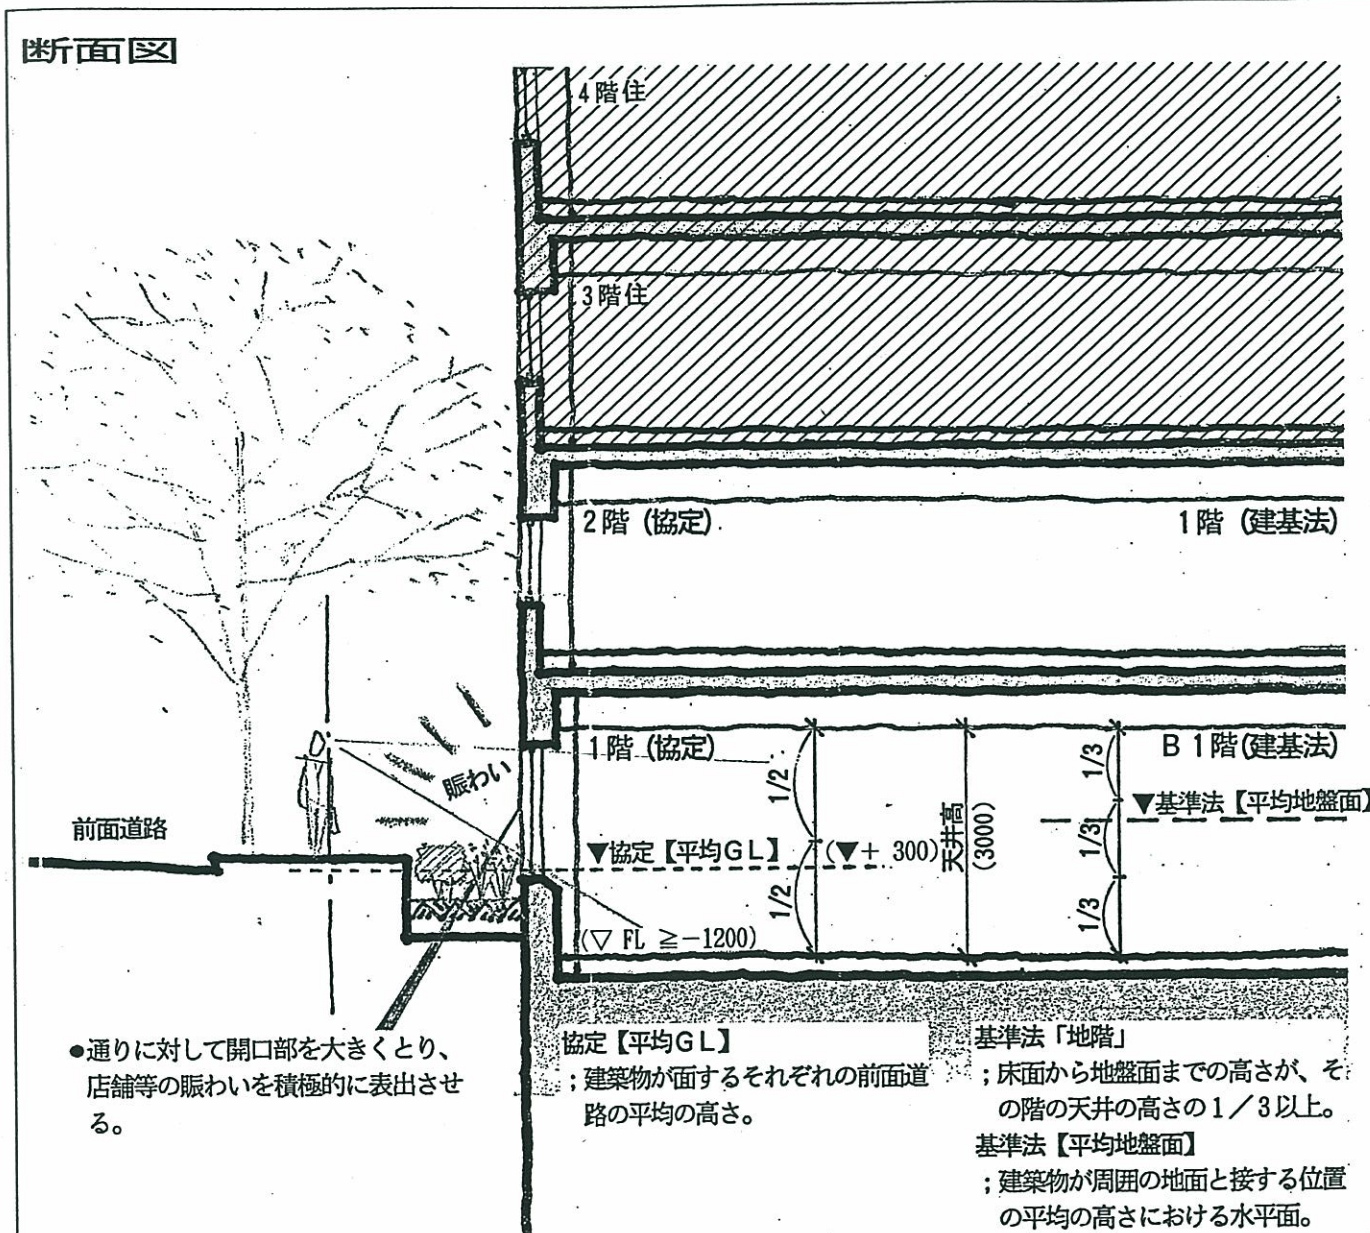 断面図
4階住
3階住
2階（協定）
1階（建基法）
1階（協定）
B1階（建基法）
賑わい
1/2
1/2
天井高
(3000)
1/3
1/3
1/3
▼基準法【平均地盤面】
▼協定【平均GL】
(▼+ 300)
前面道路
(▽ FL ≧-1200)
●通りに対して開口部を大きくとり、
店舗等の賑わいを積極的に表出させ
る。
協定【平均GL】
；建築物が面するそれぞれの前面道
路の平均の高さ。
基準法「地階」
；床面から地盤面までの高さが、そ
の階の天井の高さの1／3以上。
基準法【平均地盤面】
；建築物が周囲の地面と接する位置
の平均の高さにおける水平面。